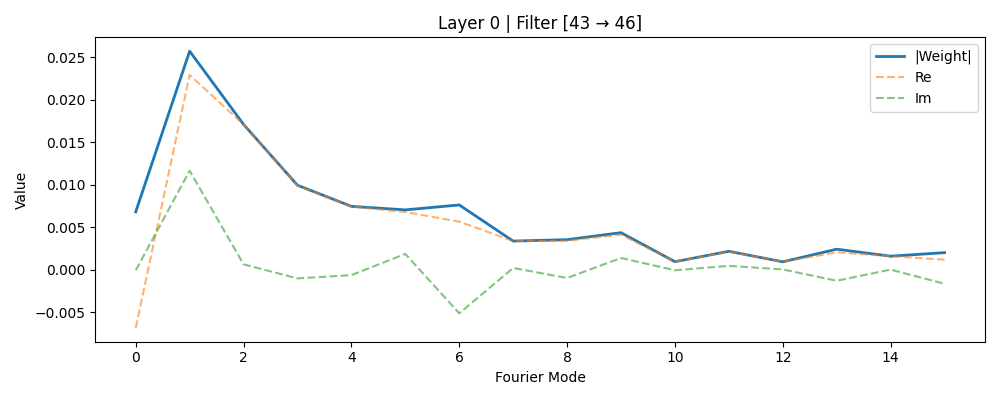 Layer 0 | Filter [43 → 46]
0.025
0.020
0.015
0.010
0.005
0.000
−0.005
Value
|Weight|
Re
Im
0 2 4 6 8 10 12 14
Fourier Mode